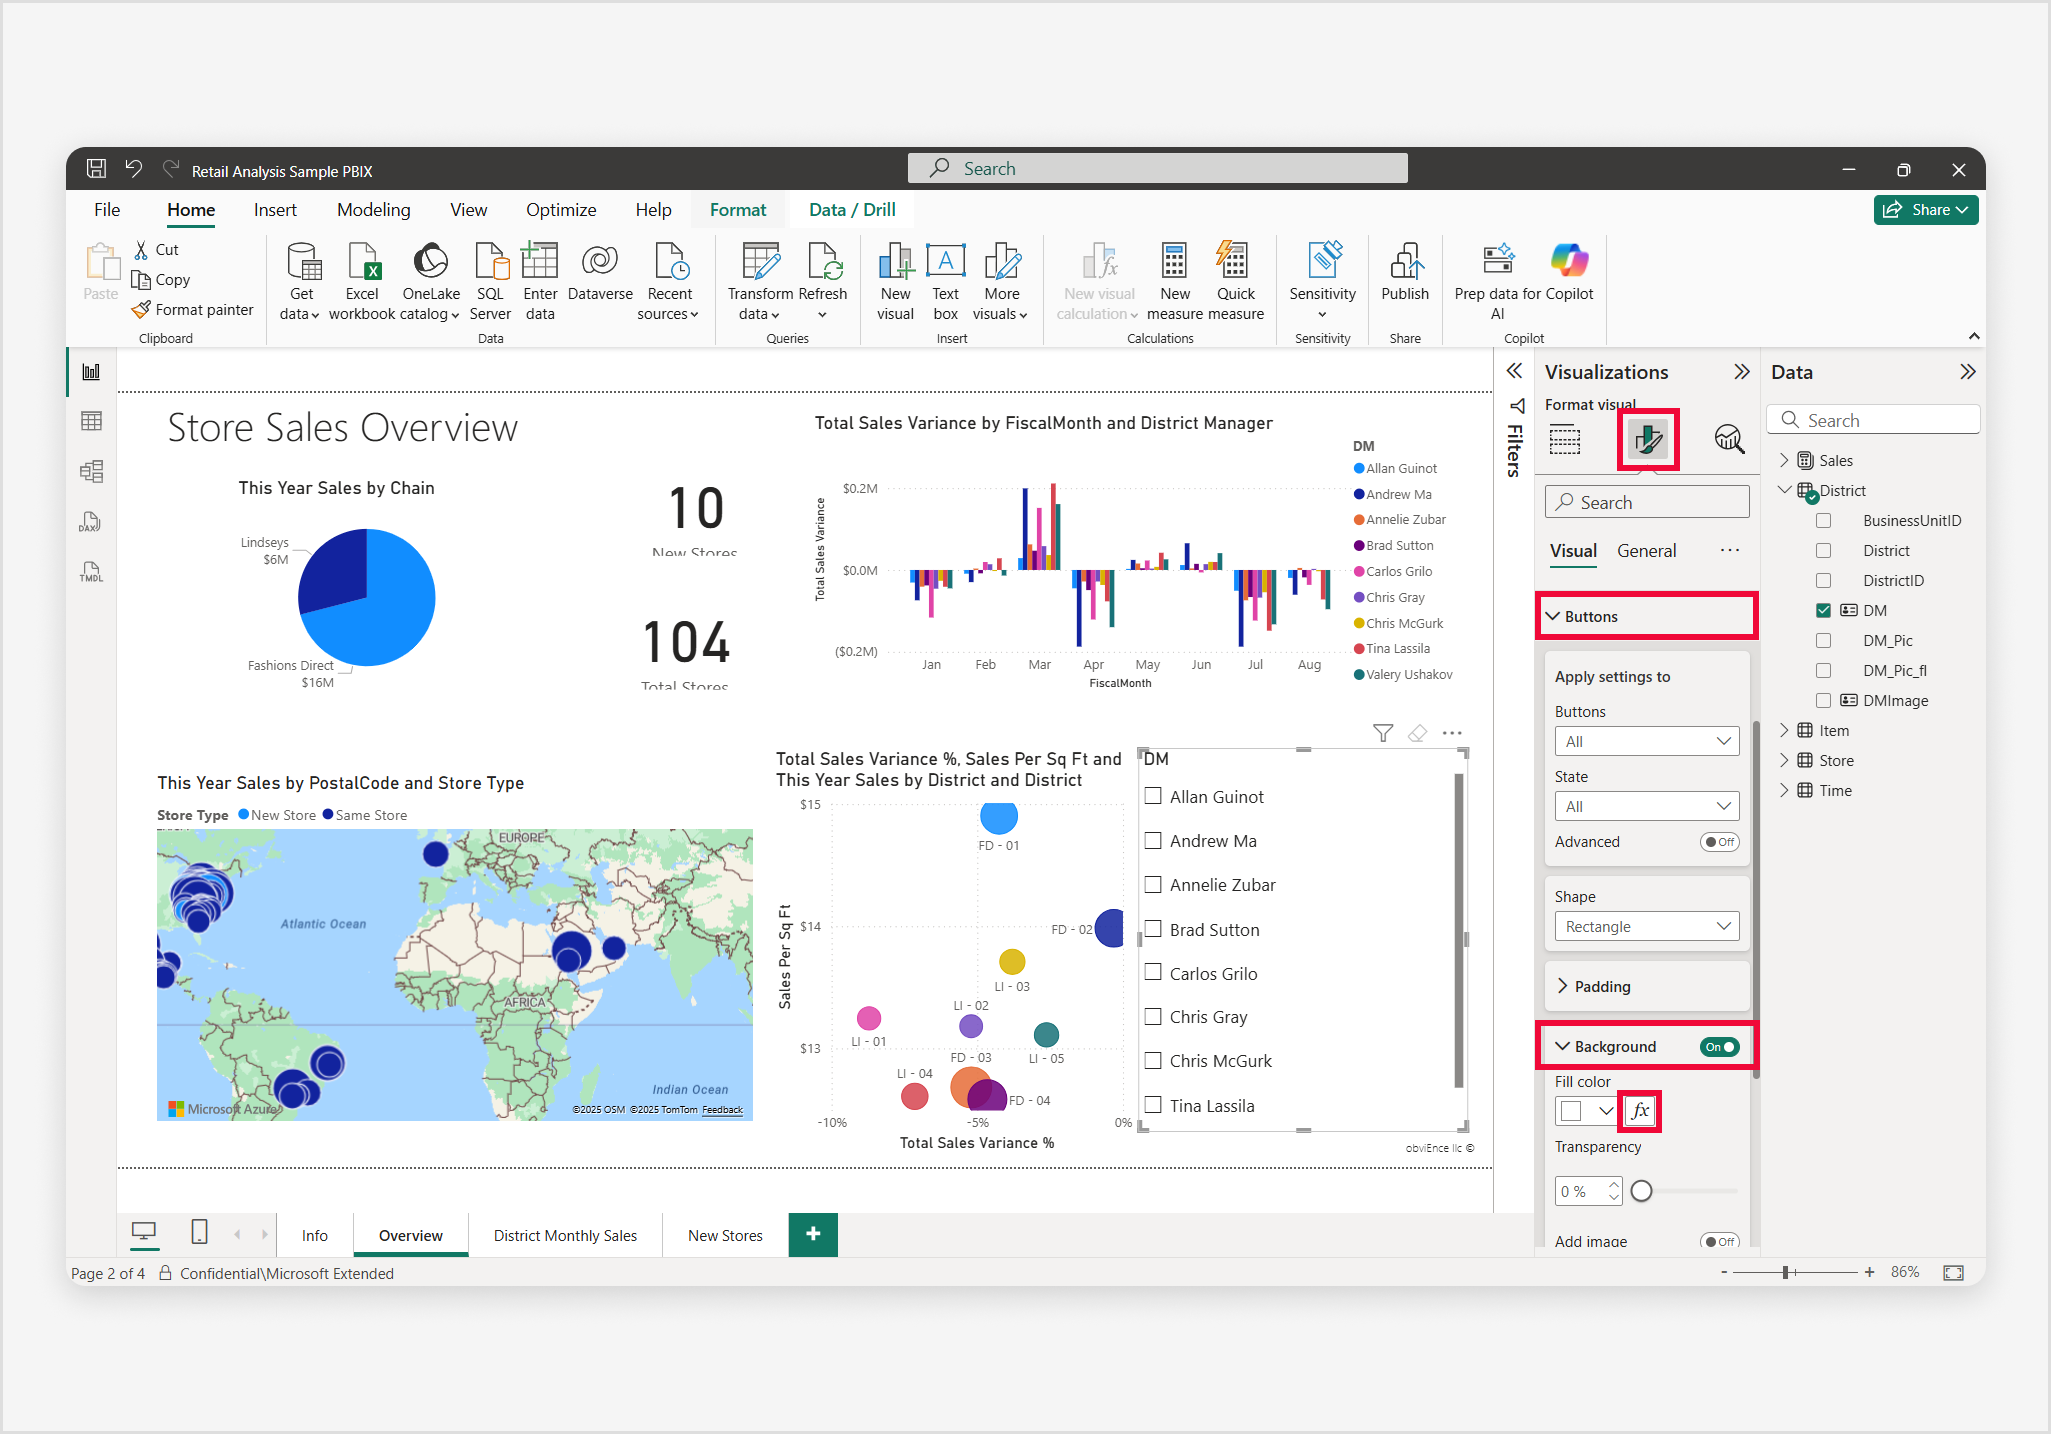 Retail Analysis Sample PBIX
Search
File Home Insert Modeling View Optimize Help Format Data / Drill
Share
Paste
Cut
Copy
Format painter
Clipboard
Get data
Excel workbook
OneLake catalog
SQL Server
Enter data
Dataverse
Recent sources
Data
Transform data
Refresh
Queries
New visual
Text box
More visuals
Insert
New visual calculation
New measure
Quick measure
Calculations
Sensitivity
Sensitivity
Publish
Share
Prep data for AI
Copilot
Copilot
DAX
TMDL
Store Sales Overview
This Year Sales by Chain
Lindseys
$6M
Fashions Direct
$16M
10
New Stores
104
Total Stores
Total Sales Variance by FiscalMonth and District Manager
Total Sales Variance
$0.2M
$0.0M
($0.2M)
Jan Feb Mar Apr May Jun Jul Aug
FiscalMonth
DM
Allan Guinot
Andrew Ma
Annelie Zubar
Brad Sutton
Carlos Grilo
Chris Gray
Chris McGurk
Tina Lassila
Valery Ushakov
This Year Sales by PostalCode and Store Type
Store Type New Store Same Store
EUROPE
Atlantic Ocean
AFRICA
Indian Ocean
Microsoft Azure
©2025 OSM ©2025 TomTom Feedback
Total Sales Variance %, Sales Per Sq Ft and
This Year Sales by District and District
Sales Per Sq Ft
$15
$14
$13
FD - 01
FD - 02
LI - 03
LI - 02
LI - 01
FD - 03
LI - 05
LI - 04
FD - 04
-10% -5% 0%
Total Sales Variance %
DM
Allan Guinot
Andrew Ma
Annelie Zubar
Brad Sutton
Carlos Grilo
Chris Gray
Chris McGurk
Tina Lassila
obviEnce llc ©
Filters
Visualizations
Format visual
Search
Visual General
Buttons
Apply settings to
Buttons
All
State
All
Advanced Off
Shape
Rectangle
Padding
Background On
Fill color
fx
Transparency
0 %
Add image Off
Data
Search
Sales
District
BusinessUnitID
District
DistrictID
DM
DM_Pic
DM_Pic_fl
DMImage
Item
Store
Time
Info Overview District Monthly Sales New Stores
Page 2 of 4 Confidential\Microsoft Extended
- + 86%